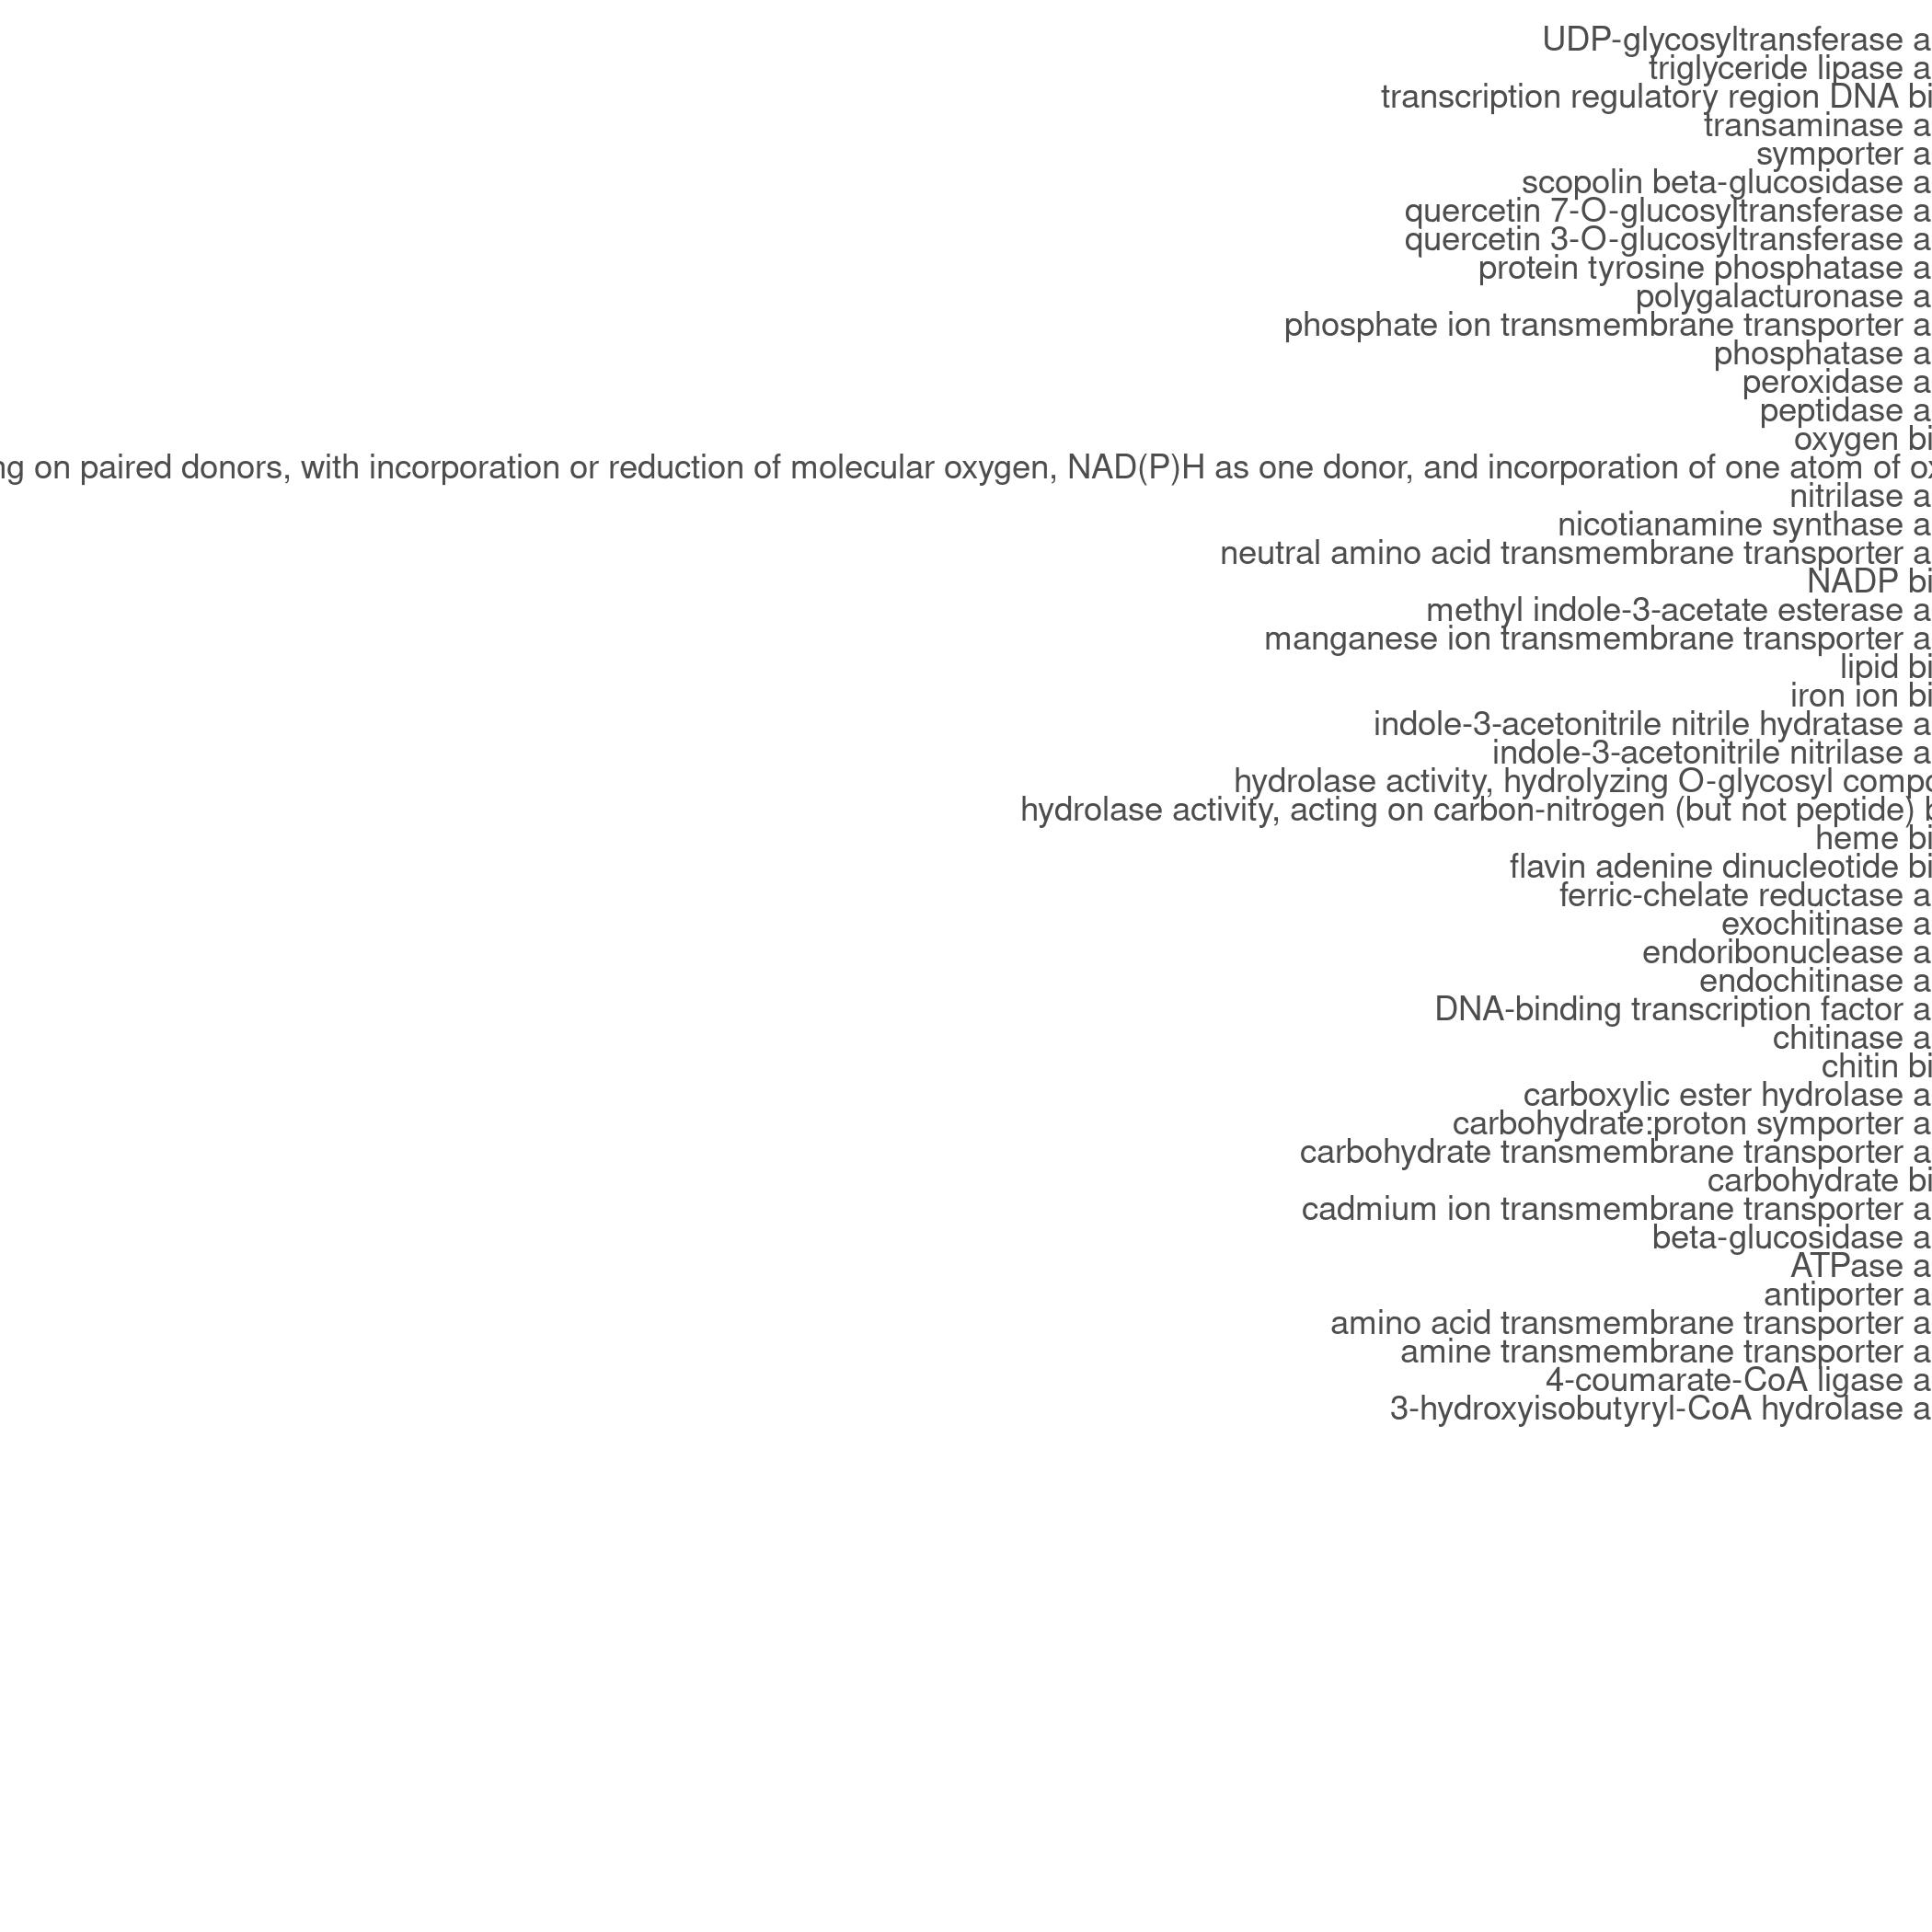 UDP-glycosyltransferase a
triglyceride lipase a
transcription regulatory region DNA bi
transaminase a
symporter a
scopolin beta-glucosidase a
quercetin 7-O-glucosyltransferase a
quercetin 3-O-glucosyltransferase a
protein tyrosine phosphatase a
polygalacturonase a
phosphate ion transmembrane transporter a
phosphatase a
peroxidase a
peptidase a
oxygen bi
ng on paired donors, with incorporation or reduction of molecular oxygen, NAD(P)H as one donor, and incorporation of one atom of ox
nitrilase a
nicotianamine synthase a
neutral amino acid transmembrane transporter a
NADP bi
methyl indole-3-acetate esterase a
manganese ion transmembrane transporter a
lipid bi
iron ion bi
indole-3-acetonitrile nitrile hydratase a
indole-3-acetonitrile nitrilase a
hydrolase activity, hydrolyzing O-glycosyl compo
hydrolase activity, acting on carbon-nitrogen (but not peptide) b
heme bi
flavin adenine dinucleotide bi
ferric-chelate reductase a
exochitinase a
endoribonuclease a
endochitinase a
DNA-binding transcription factor a
chitinase a
chitin bi
carboxylic ester hydrolase a
carbohydrate:proton symporter a
carbohydrate transmembrane transporter a
carbohydrate bi
cadmium ion transmembrane transporter a
beta-glucosidase a
ATPase a
antiporter a
amino acid transmembrane transporter a
amine transmembrane transporter a
4-coumarate-CoA ligase a
3-hydroxyisobutyryl-CoA hydrolase a